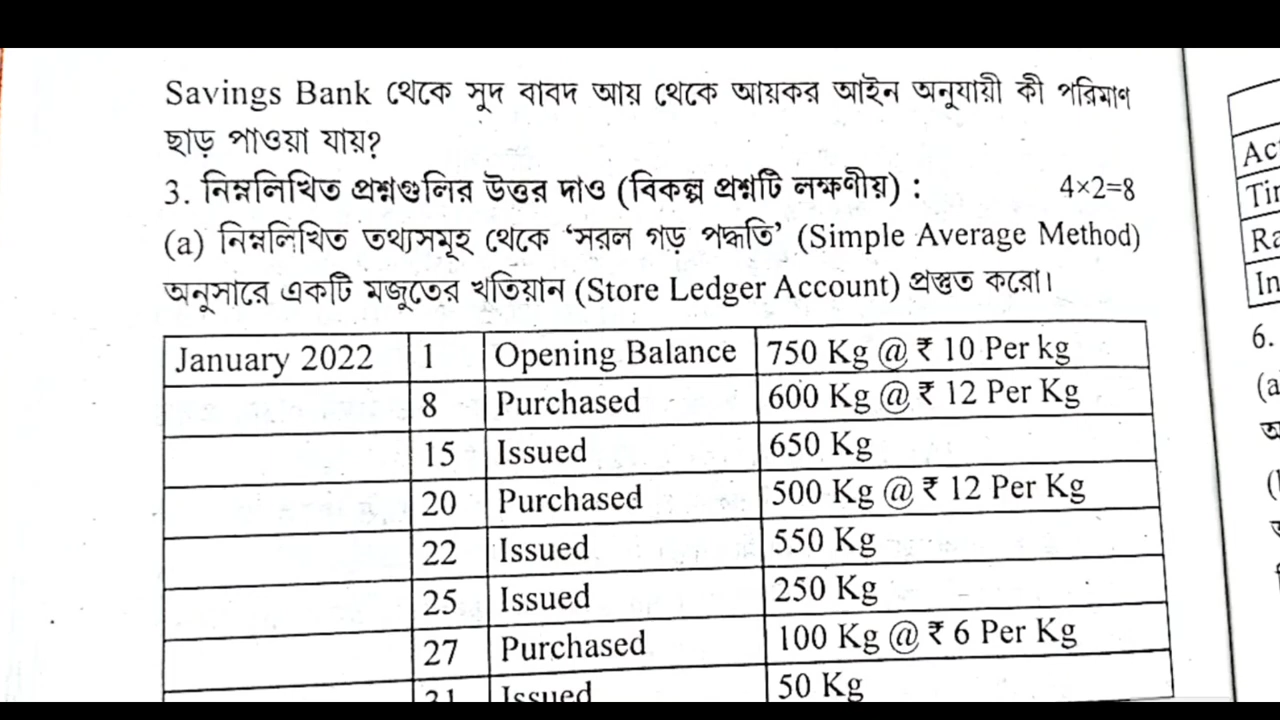 Savings Bank থেকে সুদ বাবদ আয় থেকে আয়কর আইন অনুযায়ী কী পরিমাণ
ছাড় পাওয়া যায়?
3. নিম্নলিখিত প্রশ্নগুলির উত্তর দাও (বিকল্প প্রশ্নটি লক্ষণীয়) : 4×2=8
(a) নিম্নলিখিত তথ্যসমূহ থেকে ‘সরল গড় পদ্ধতি’ (Simple Average Method)
অনুসারে একটি মজুতের খতিয়ান (Store Ledger Account) প্রস্তুত করো।
January 2022 1 Opening Balance 750 Kg @ ₹ 10 Per kg
8 Purchased 600 Kg @ ₹ 12 Per Kg
15 Issued 650 Kg
20 Purchased 500 Kg @ ₹ 12 Per Kg
22 Issued 550 Kg
25 Issued 250 Kg
27 Purchased 100 Kg @ ₹ 6 Per Kg
31 Issued 50 Kg
6.
(a